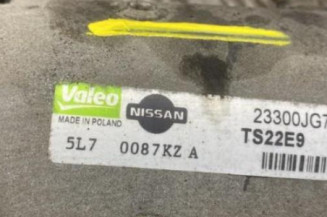 Valeo
NISSAN
23300JG7
MADE IN POLAND
TS22E9
5L7 0087KZ A